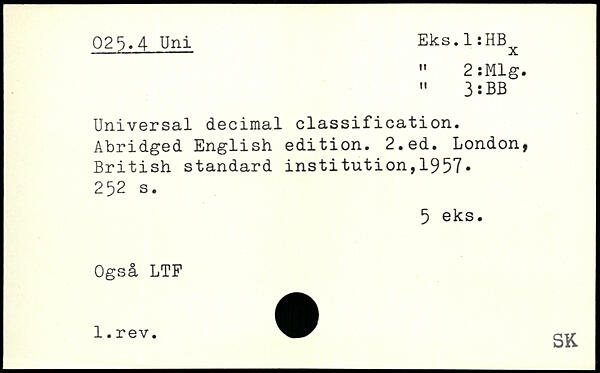 025.4 Uni
Eks.1:HBx
" 2:Mlg.
" 3:BB
Universal decimal classification.
Abridged English edition. 2.ed. London,
British standard institution,1957.
252 s.
5 eks.
Også LTF
1.rev.
SK